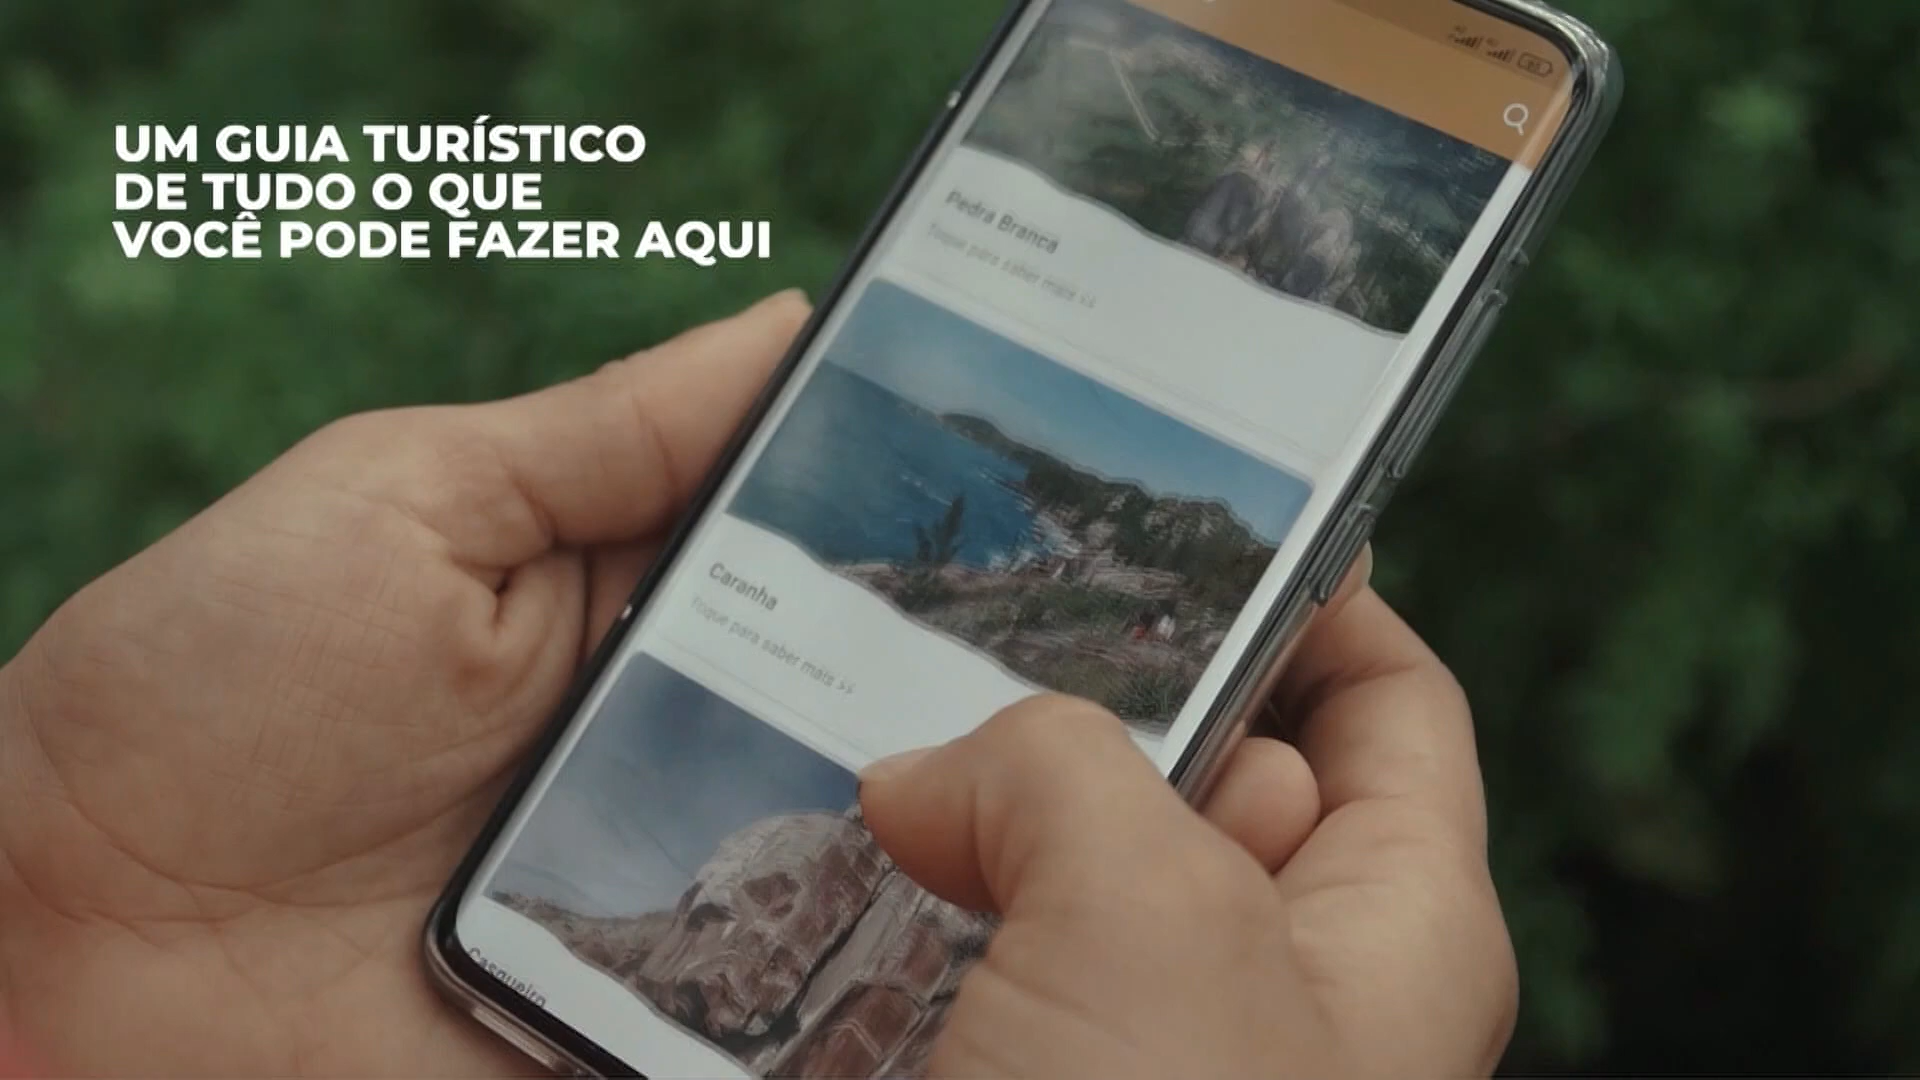 UM GUIA TURÍSTICO
DE TUDO O QUE
VOCÊ PODE FAZER AQUI
Pedra Branca
Toque para saber mais
Caranha
Toque para saber mais
Casqueiro